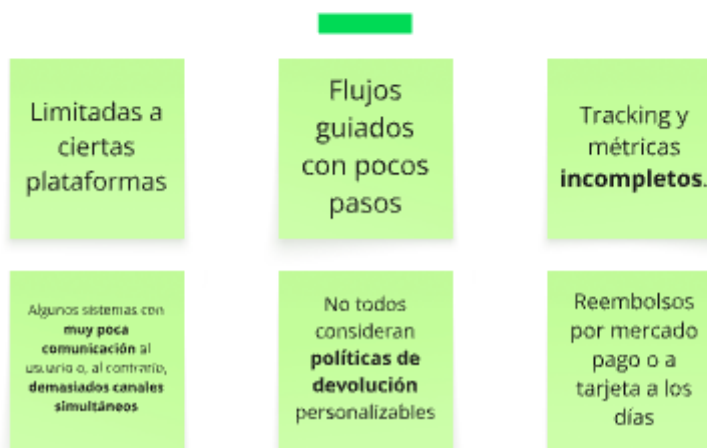 Limitadas a
ciertas
plataformas
Flujos
guiados
con pocos
pasos
Tracking y
métricas
incompletos.
Algunos sistemas con
muy poca
comunicación al
usuario o, al contrario,
demasiados canales
simultáneos
No todos
consideran
políticas de
devolución
personalizables
Reembolsos
por mercado
pago o a
tarjeta a los
días